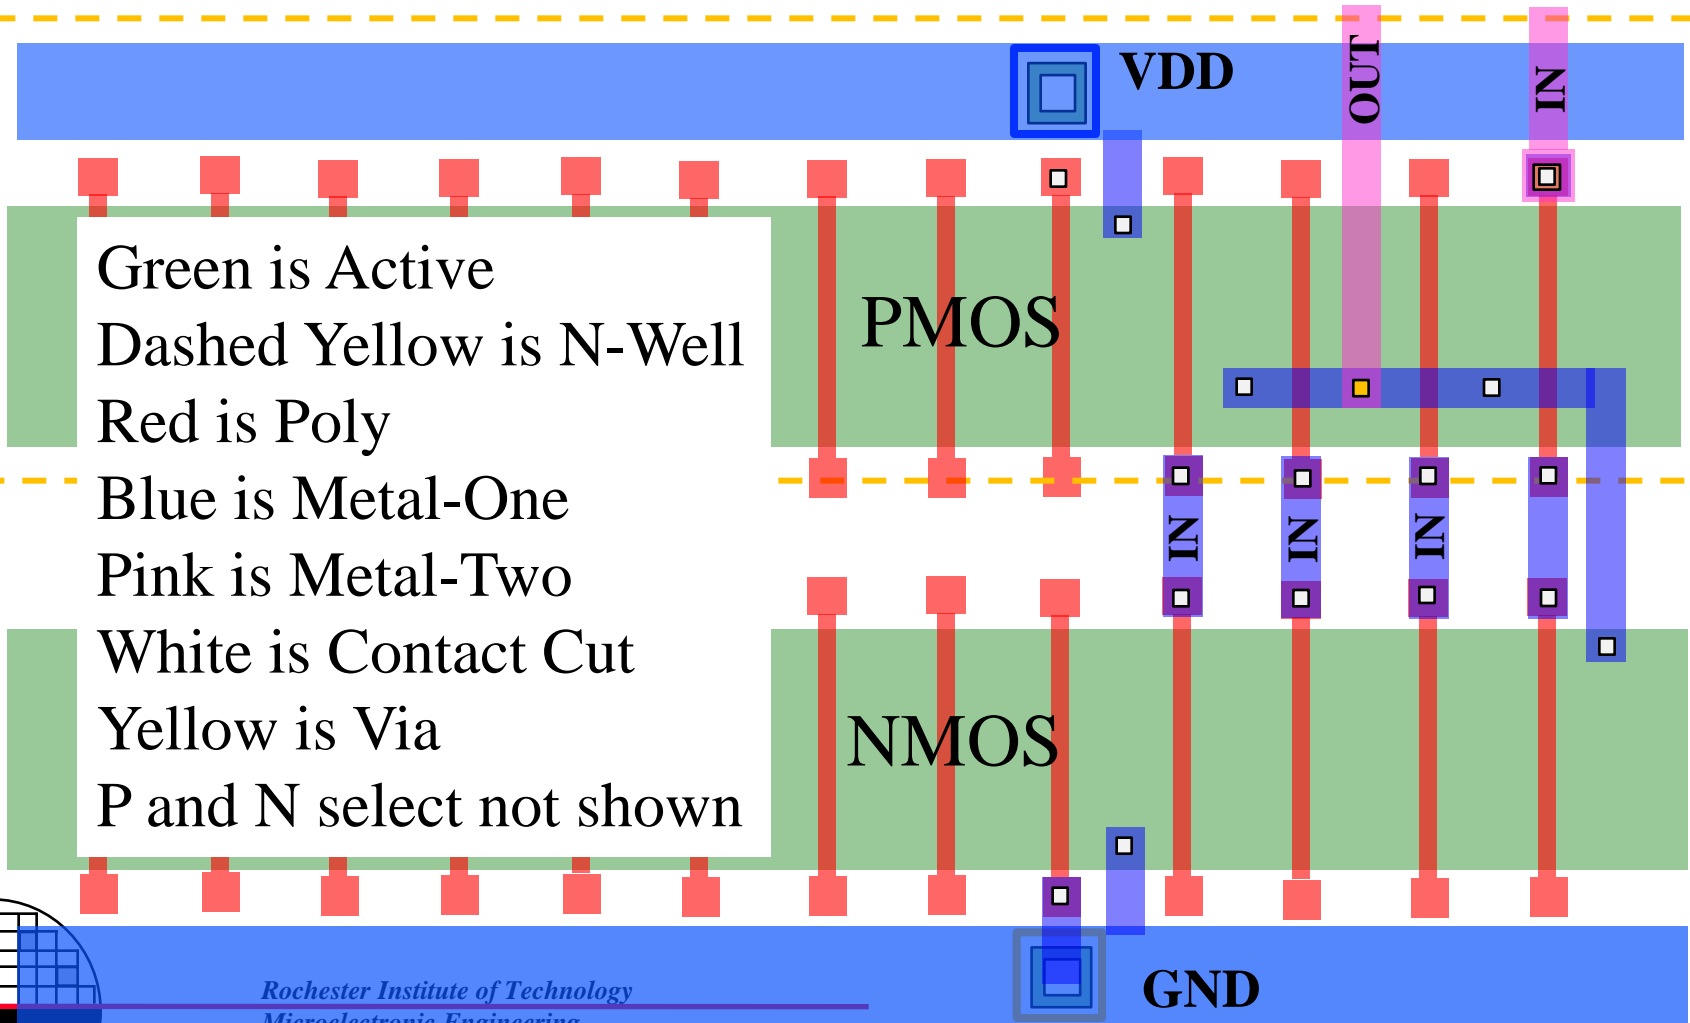 VDD
OUT
IN
Green is Active
Dashed Yellow is N-Well
Red is Poly
Blue is Metal-One
Pink is Metal-Two
White is Contact Cut
Yellow is Via
P and N select not shown
PMOS
IN
IN
IN
NMOS
GND
Rochester Institute of Technology
Microelectronic Engineering